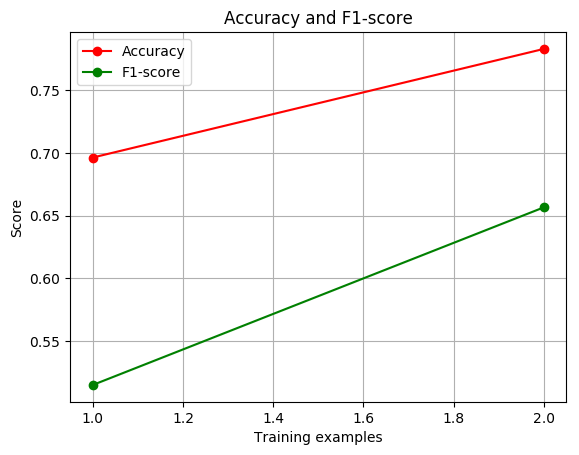 Accuracy and F1-score
Accuracy
F1-score
0.75
0.70
0.65
0.60
0.55
Score
1.0 1.2 1.4 1.6 1.8 2.0
Training examples